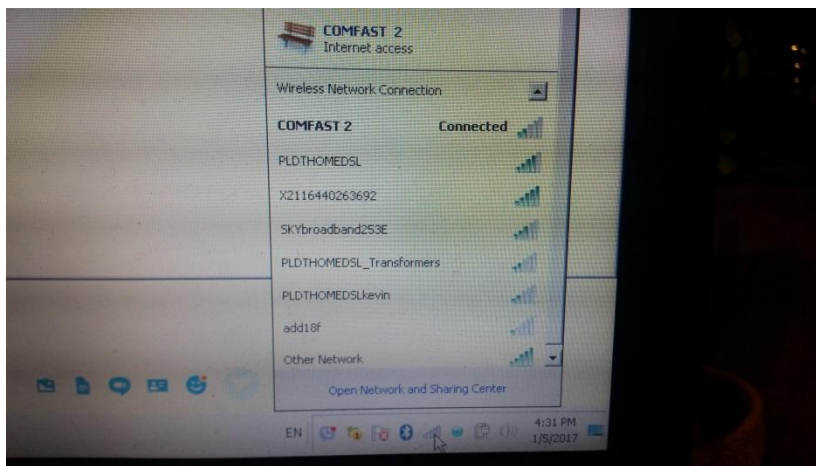 COMFAST 2
Internet access
Wireless Network Connection
COMFAST 2 Connected
PLDTHOMEDSL
X2116440263692
SKYbroadband253E
PLDTHOMEDSL_Transformers
PLDTHOMEDSLkevin
add18f
Other Network
Open Network and Sharing Center
EN 4:31 PM
1/5/2017